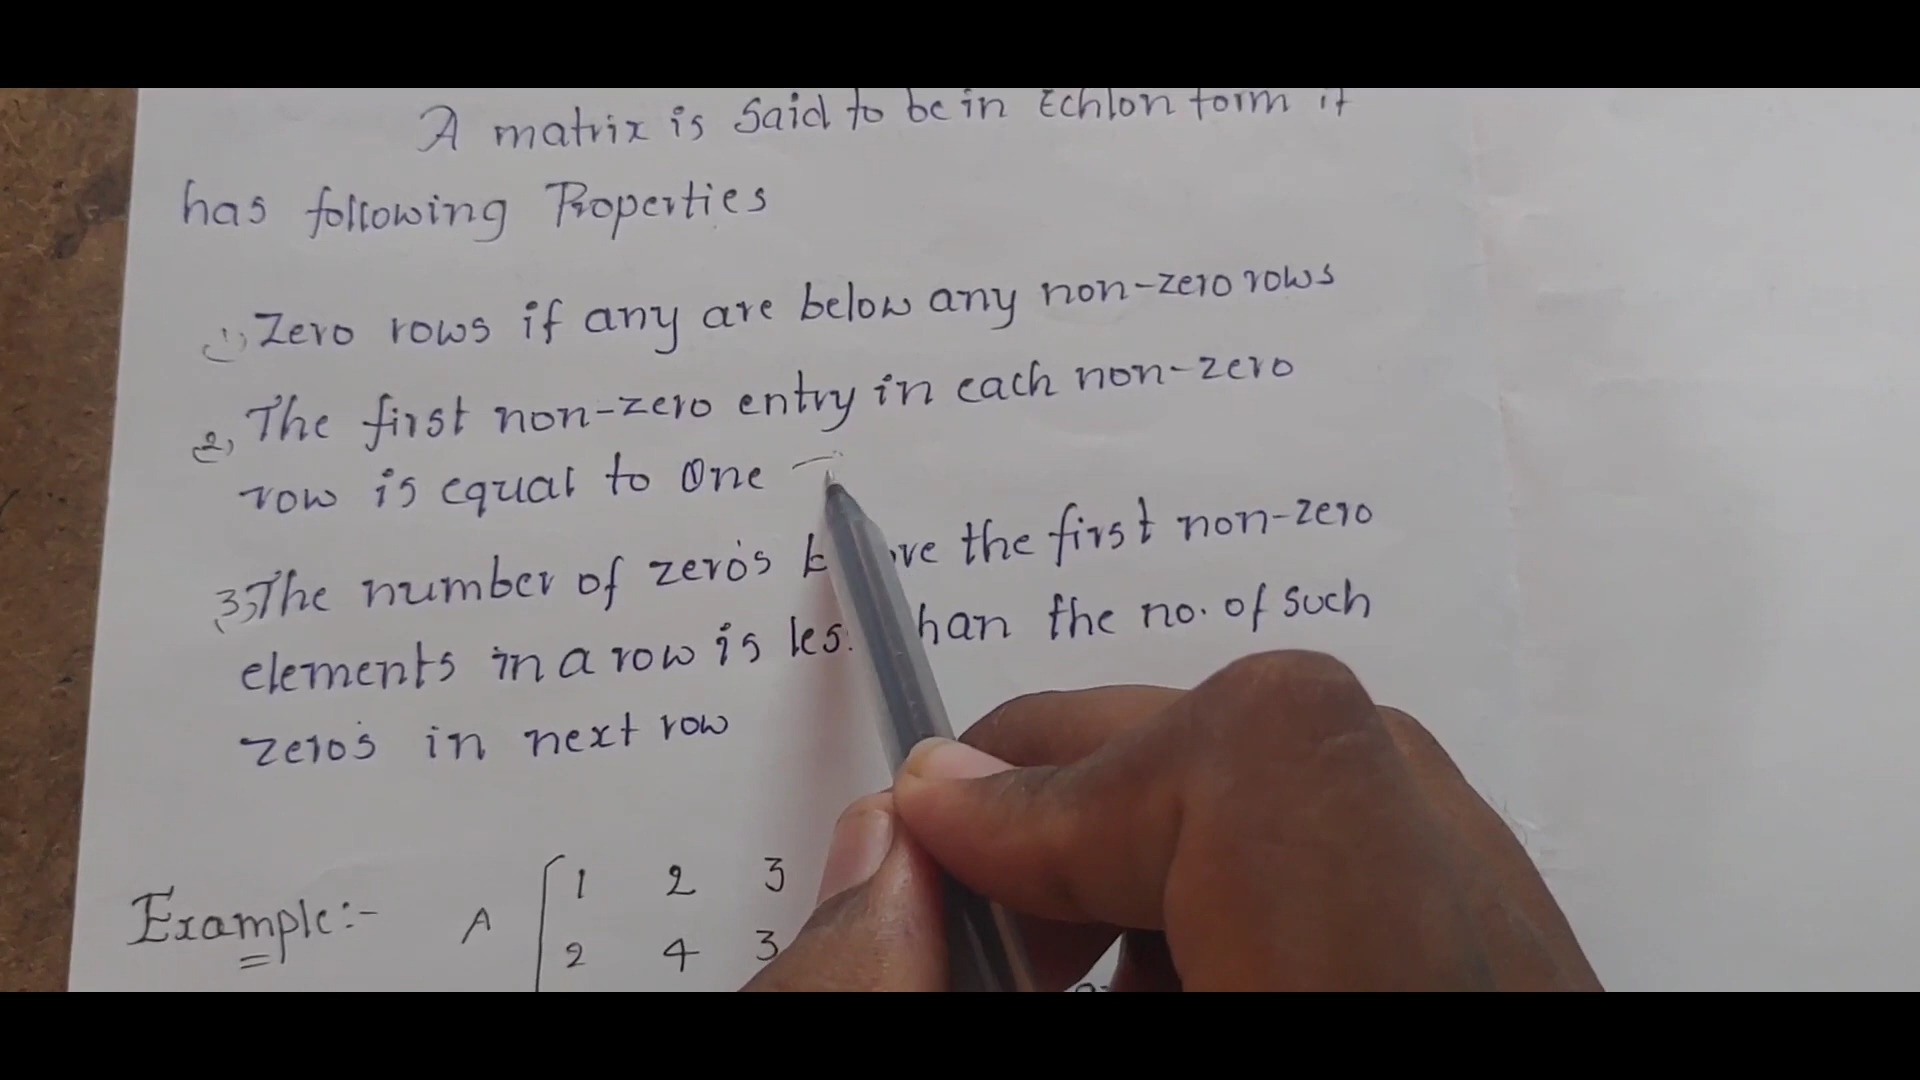 A matrix is said to be in Echlon form it
has following Properties
(1) Zero rows if any are below any non-zero rows
(2) The first non-zero entry in each non-zero
row is equal to One
(3) The number of zero's the first non-zero
elements in a row is than the no. of such
zero's in next row
Example:- A 1 2 3
2 4 3